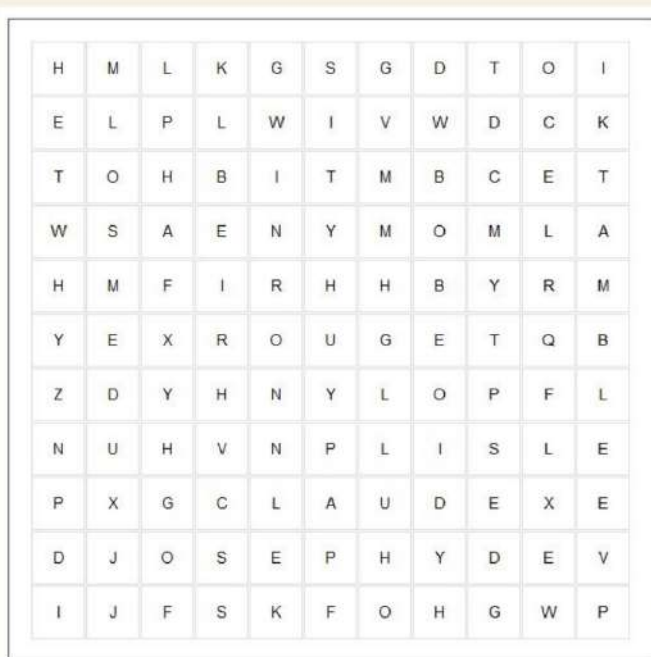 H M L K G S G D T O I
E L P L W I V W D C K
T O H B I T M B C E T
W S A E N Y M O M L A
H M F I R H H B Y R M
Y E X R O U G E T Q B
Z D Y H N Y L O P F L
N U H V N P L I S L E
P X G C L A U D E X E
D J O S E P H Y D E V
I J F S K F O H G W P